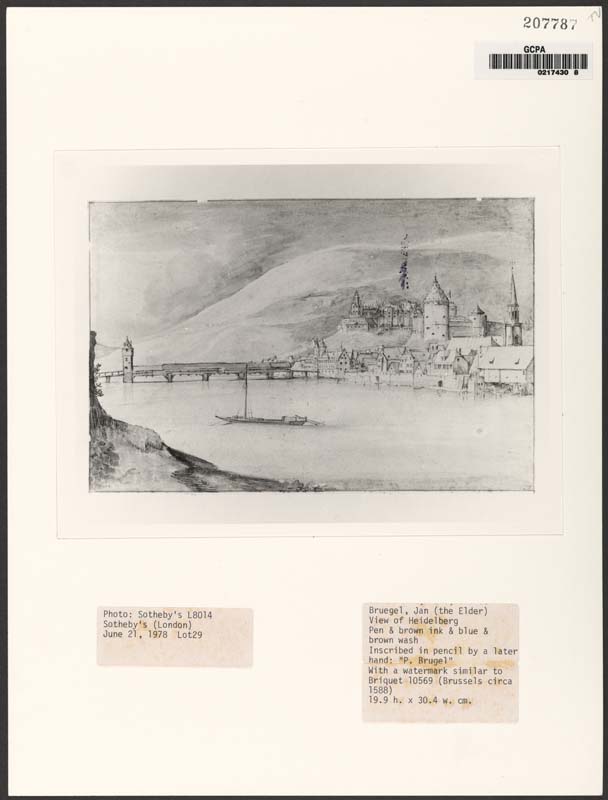 207787
GCPA
0217430 8
Photo: Sotheby's L8014
Sotheby's (London)
June 21, 1978  Lot29
Bruegel, Jan (the Elder)
View of Heidelberg
Pen & brown ink & blue &
brown wash
Inscribed in pencil by a later
hand: "P. Brugel"
With a watermark similar to
Briquet 10569 (Brussels circa
1588)
19.9 h. x 30.4 w. cm.